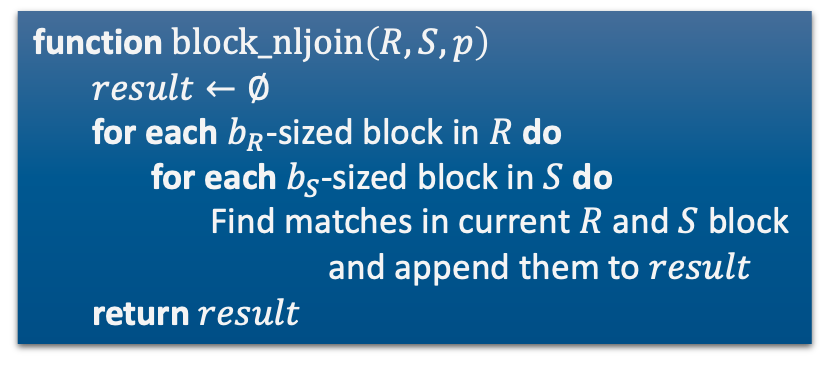 function block_nljoin(𝑅, 𝑆, 𝑝)
𝑟𝑒𝑠𝑢𝑙𝑡 ← ∅
for each 𝑏_𝑅-sized block in 𝑅 do
for each 𝑏_𝑆-sized block in 𝑆 do
Find matches in current 𝑅 and 𝑆 block
and append them to 𝑟𝑒𝑠𝑢𝑙𝑡
return 𝑟𝑒𝑠𝑢𝑙𝑡